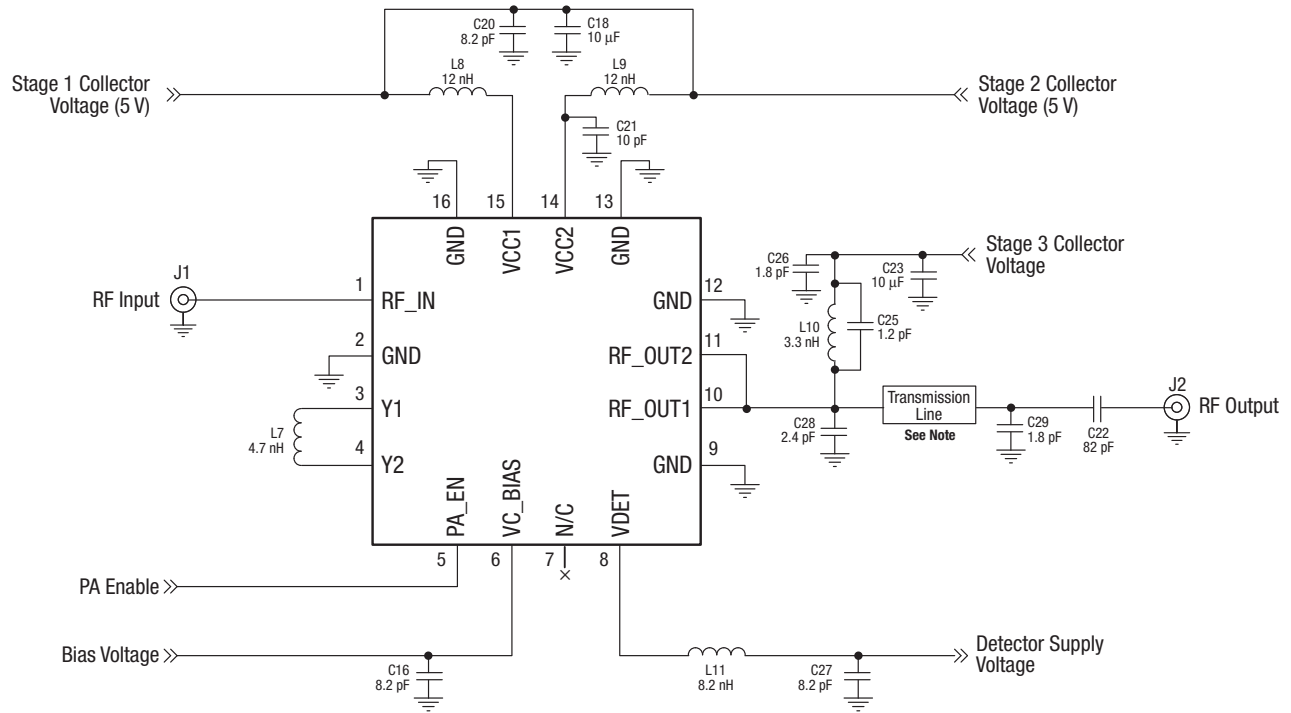 C20
8.2 pF
C18
10 μF
L8
12 nH
L9
12 nH
Stage 1 Collector
Voltage (5 V)
Stage 2 Collector
Voltage (5 V)
C21
10 pF
16
15
14
13
GND
VCC1
VCC2
GND
Stage 3 Collector
Voltage
C26
1.8 pF
C23
10 μF
J1
RF Input
1
RF_IN
12
GND
L10
3.3 nH
C25
1.2 pF
2
GND
11
RF_OUT2
3
Y1
10
RF_OUT1
Transmission
Line
See Note
J2
RF Output
L7
4.7 nH
C28
2.4 pF
C29
1.8 pF
C22
82 pF
4
Y2
9
GND
PA_EN
VC_BIAS
N/C
VDET
5
6
7
8
×
PA Enable
Bias Voltage
C16
8.2 pF
L11
8.2 nH
C27
8.2 pF
Detector Supply
Voltage